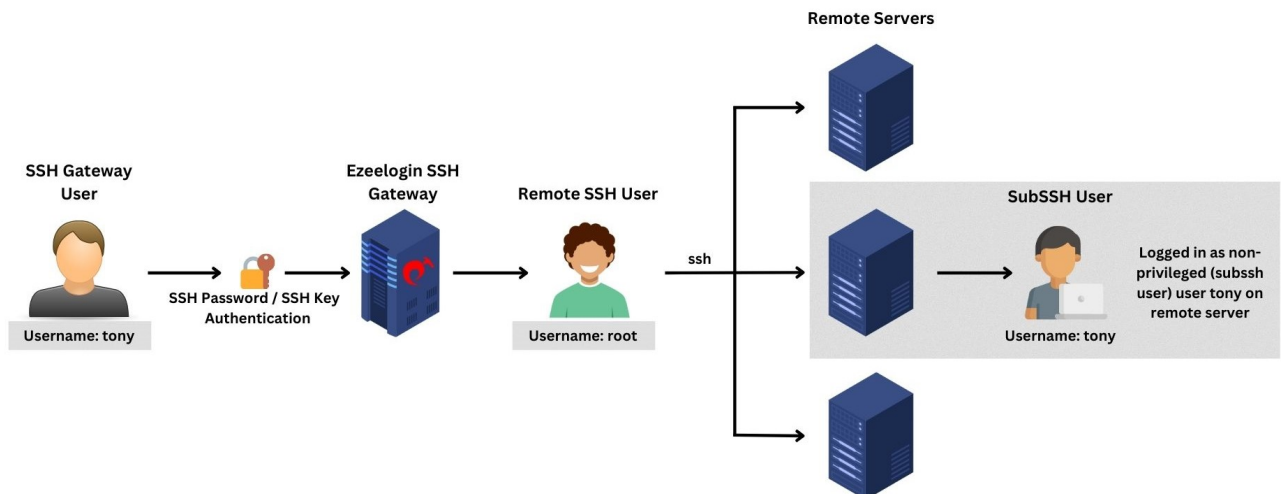 Remote Servers
SSH Gateway
User
Ezeelogin SSH
Gateway
Remote SSH User
SubSSH User
ssh
Logged in as non-
privileged (subssh
user) user tony on
remote server
SSH Password / SSH Key
Authentication
Username: tony
Username: root
Username: tony